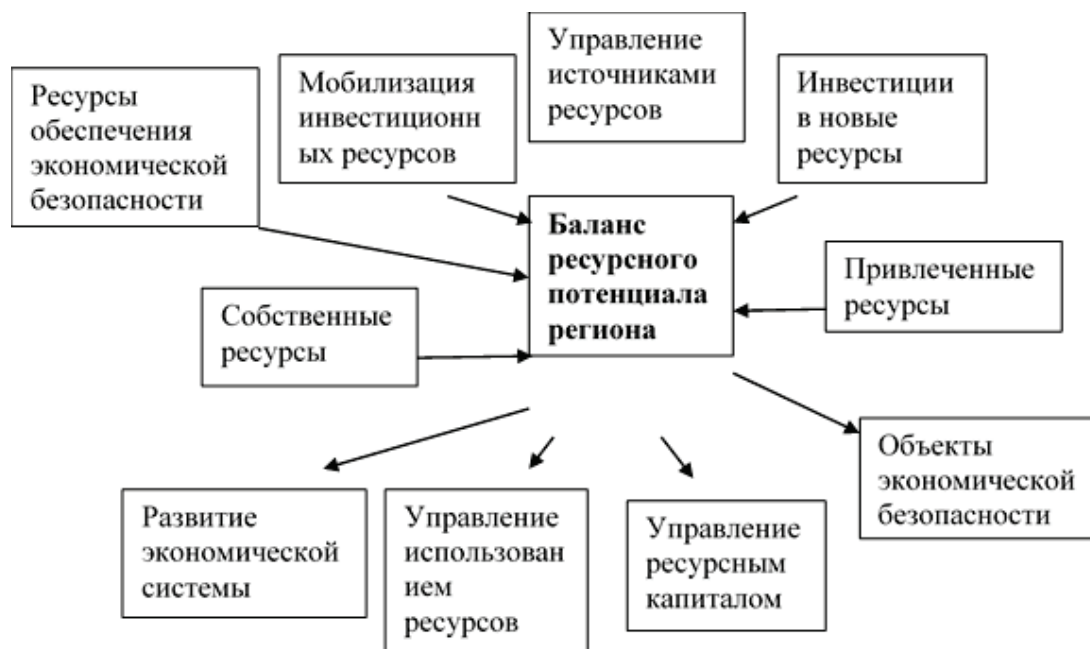 Управление
источниками
ресурсов
Мобилизация
инвестиционн
ых ресурсов
Инвестиции
в новые
ресурсы
Ресурсы
обеспечения
экономической
безопасности
Баланс
ресурсного
потенциала
региона
Привлеченные
ресурсы
Собственные
ресурсы
Объекты
экономической
безопасности
Развитие
экономической
системы
Управление
использован
ием
ресурсов
Управление
ресурсным
капиталом